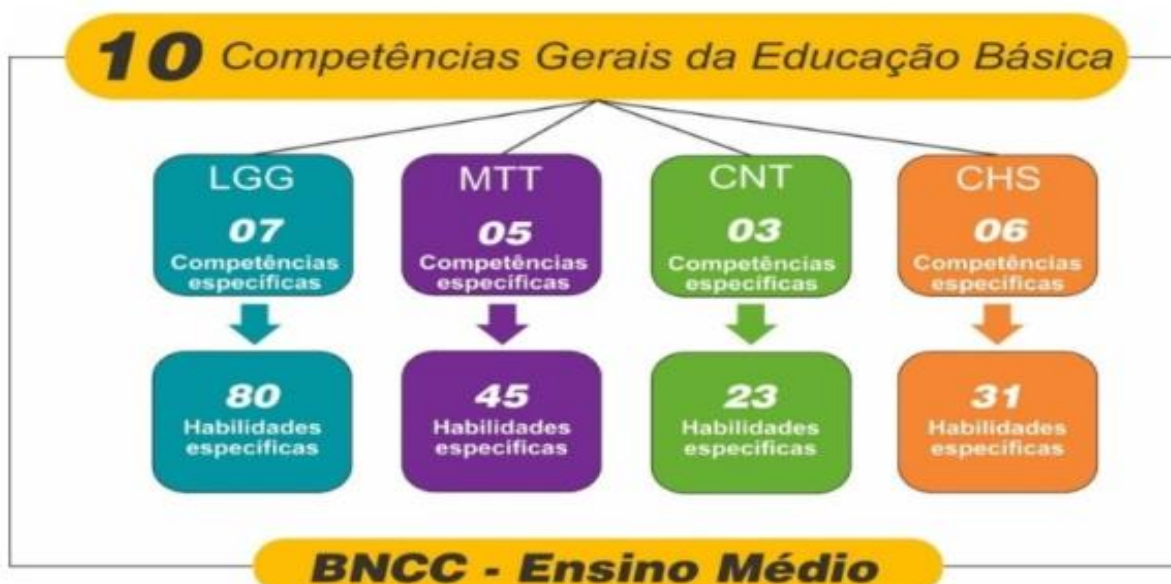 10 Competências Gerais da Educação Básica
LGG
07
Competências
específicas
80
Habilidades
específicas
MTT
05
Competências
específicas
45
Habilidades
específicas
CNT
03
Competências
específicas
23
Habilidades
específicas
CHS
06
Competências
específicas
31
Habilidades
específicas
BNCC - Ensino Médio